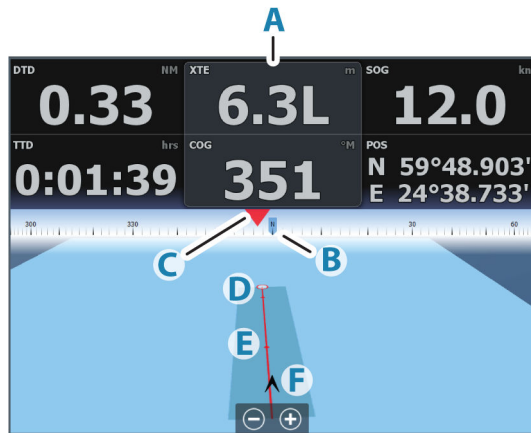 A
DTD NM XTE m SOG kn
0.33 6.3L 12.0
TTD hrs COG °M POS
0:01:39 351 N 59°48.903'
E 24°38.733'
300 330 N 30 60
C B
D
E
F